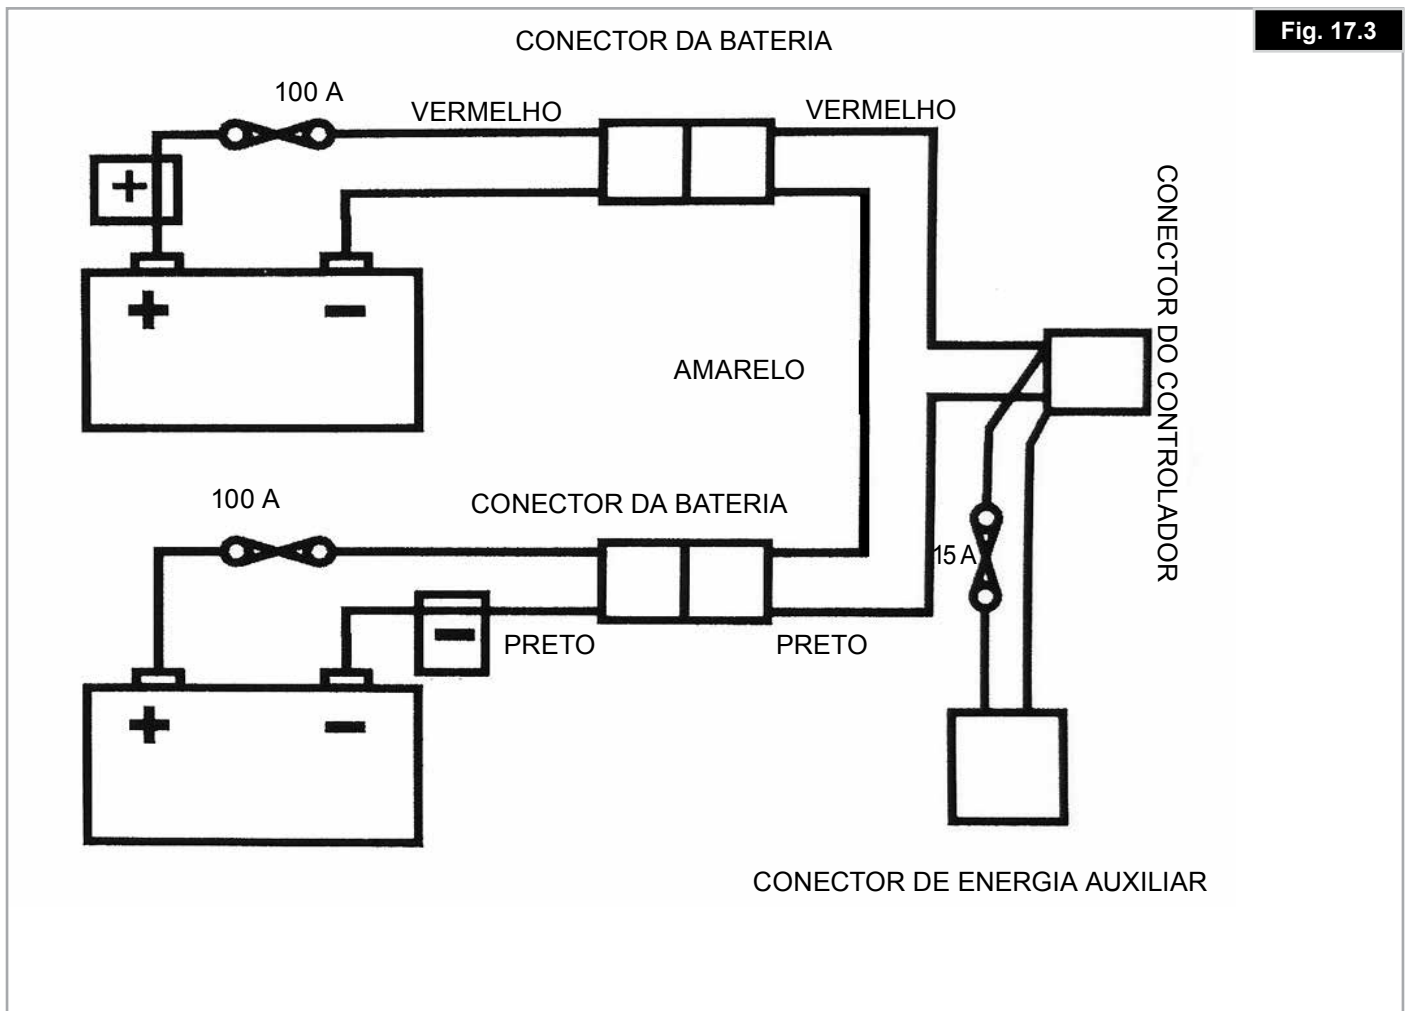 Fig. 17.3
CONECTOR DA BATERIA
100 A
VERMELHO
VERMELHO
+
+
−
CONECTOR DO CONTROLADOR
AMARELO
100 A
CONECTOR DA BATERIA
15 A
−
PRETO
PRETO
+
−
CONECTOR DE ENERGIA AUXILIAR